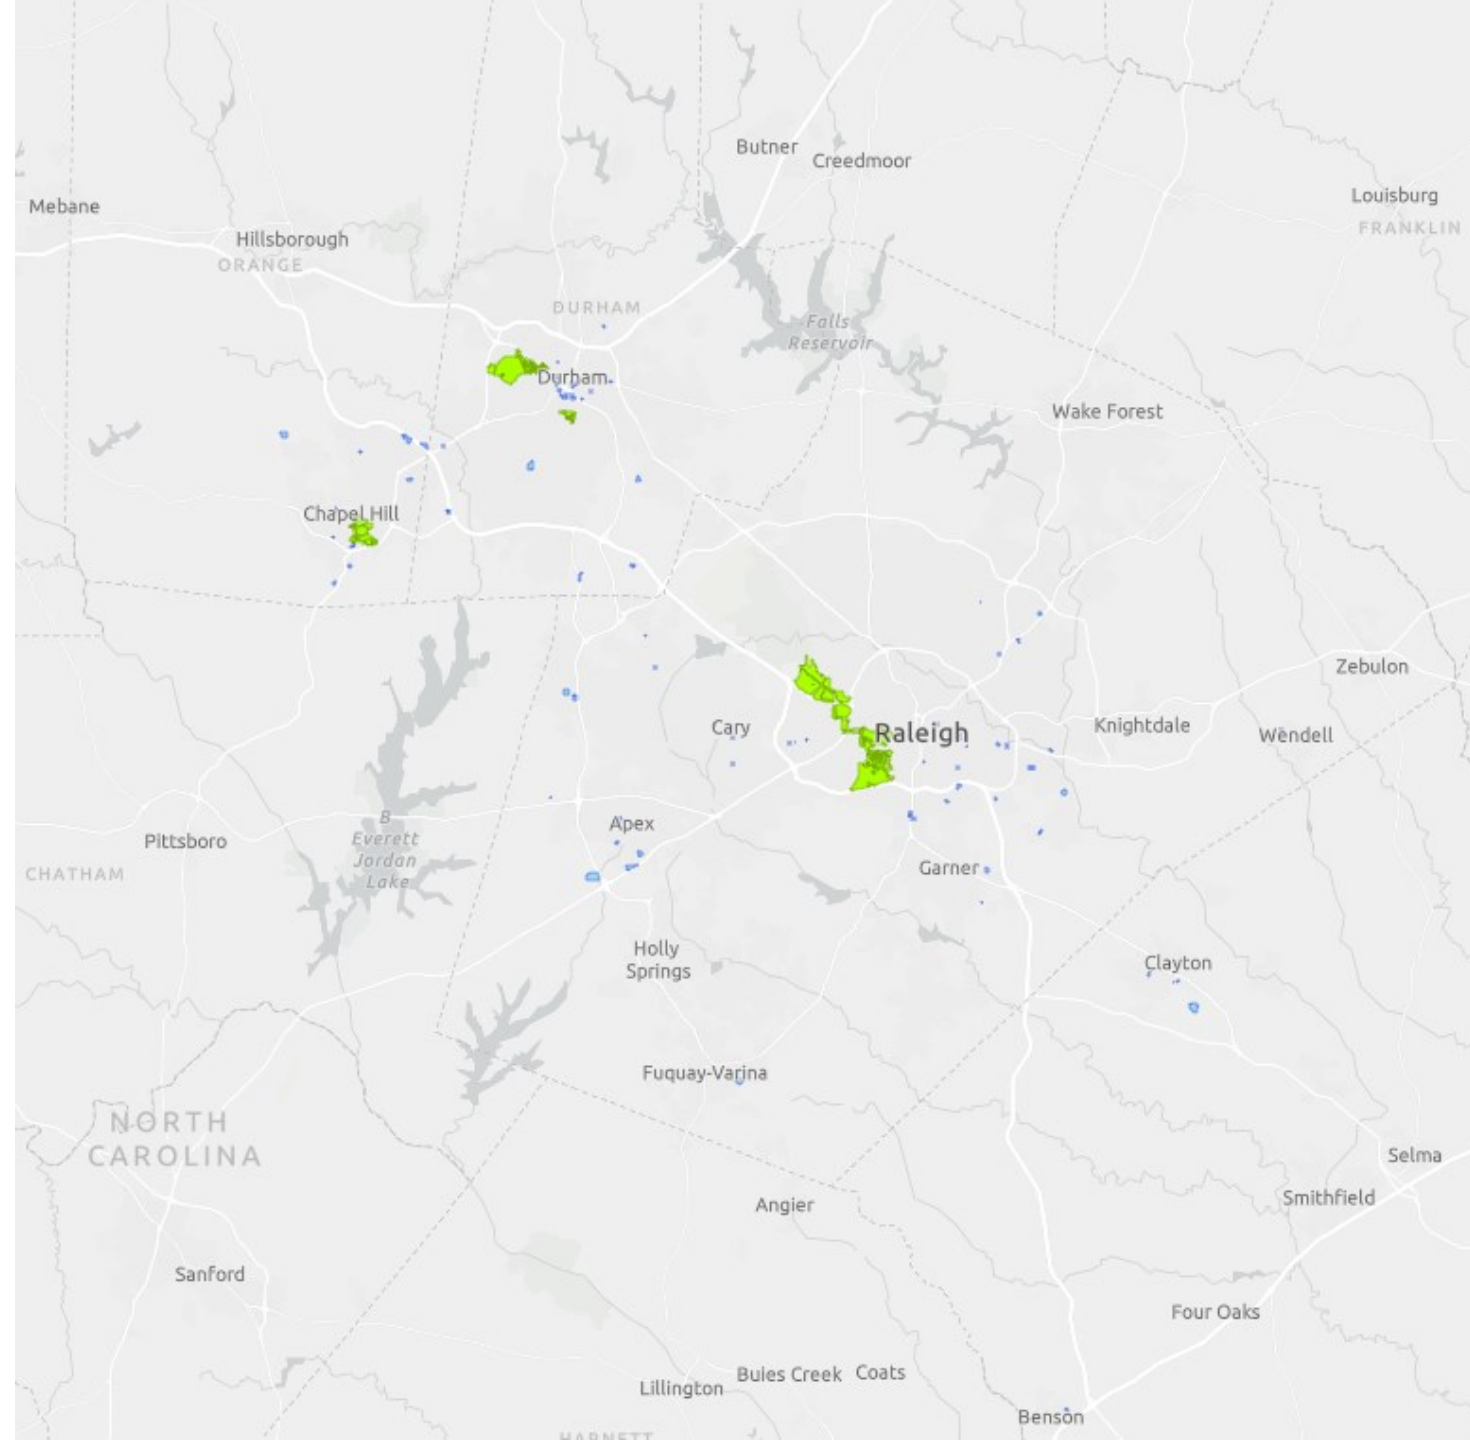 Butner
Creedmoor
Louisburg
FRANKLIN
Mebane
Hillsborough
ORANGE
DURHAM
Falls
Reservoir
Durham
Wake Forest
Chapel Hill
Zebulon
Cary
Raleigh
Knightdale
Wendell
Apex
B
Everett
Jordan
Lake
Pittsboro
CHATHAM
Garner
Holly
Springs
Clayton
Fuquay-Varina
NORTH
CAROLINA
Selma
Smithfield
Angier
Sanford
Four Oaks
Buies Creek
Coats
Lillington
Benson
HARNETT